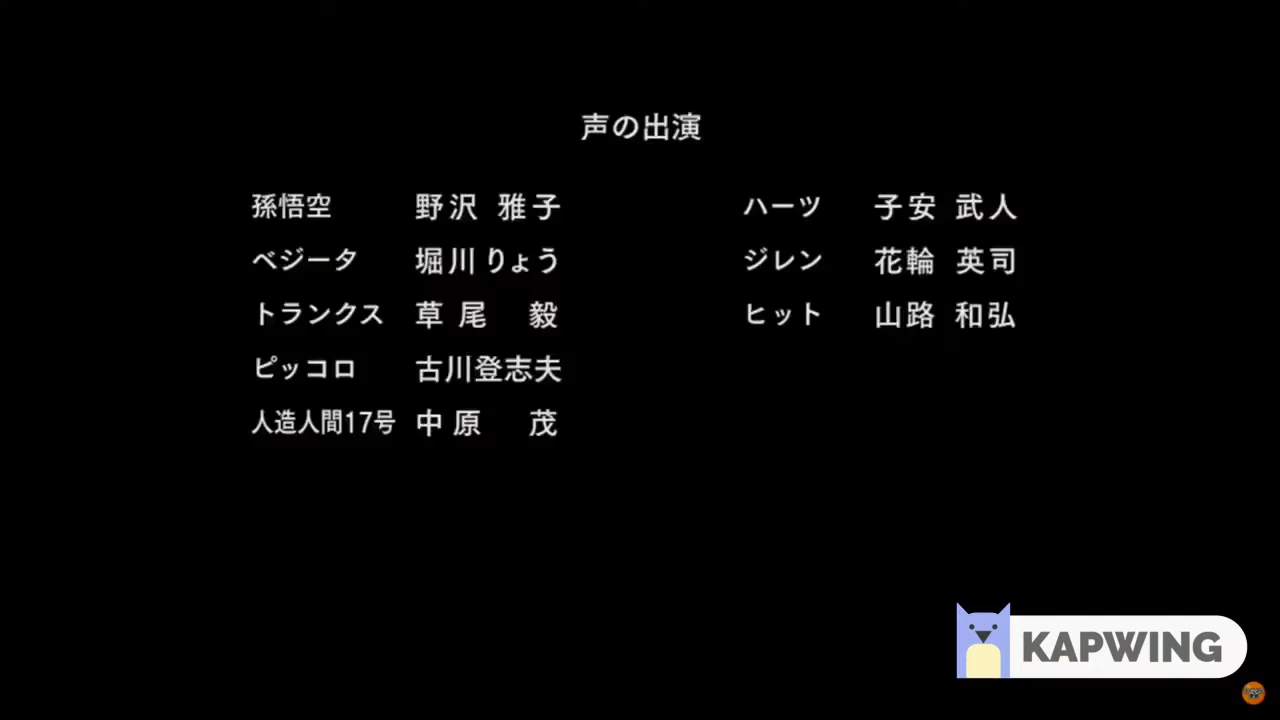 声の出演
孫悟空 野沢 雅子
ベジータ 堀川りょう
トランクス 草尾 毅
ピッコロ 古川登志夫
人造人間17号 中原 茂
ハーツ 子安 武人
ジレン 花輪 英司
ヒット 山路 和弘
KAPWING